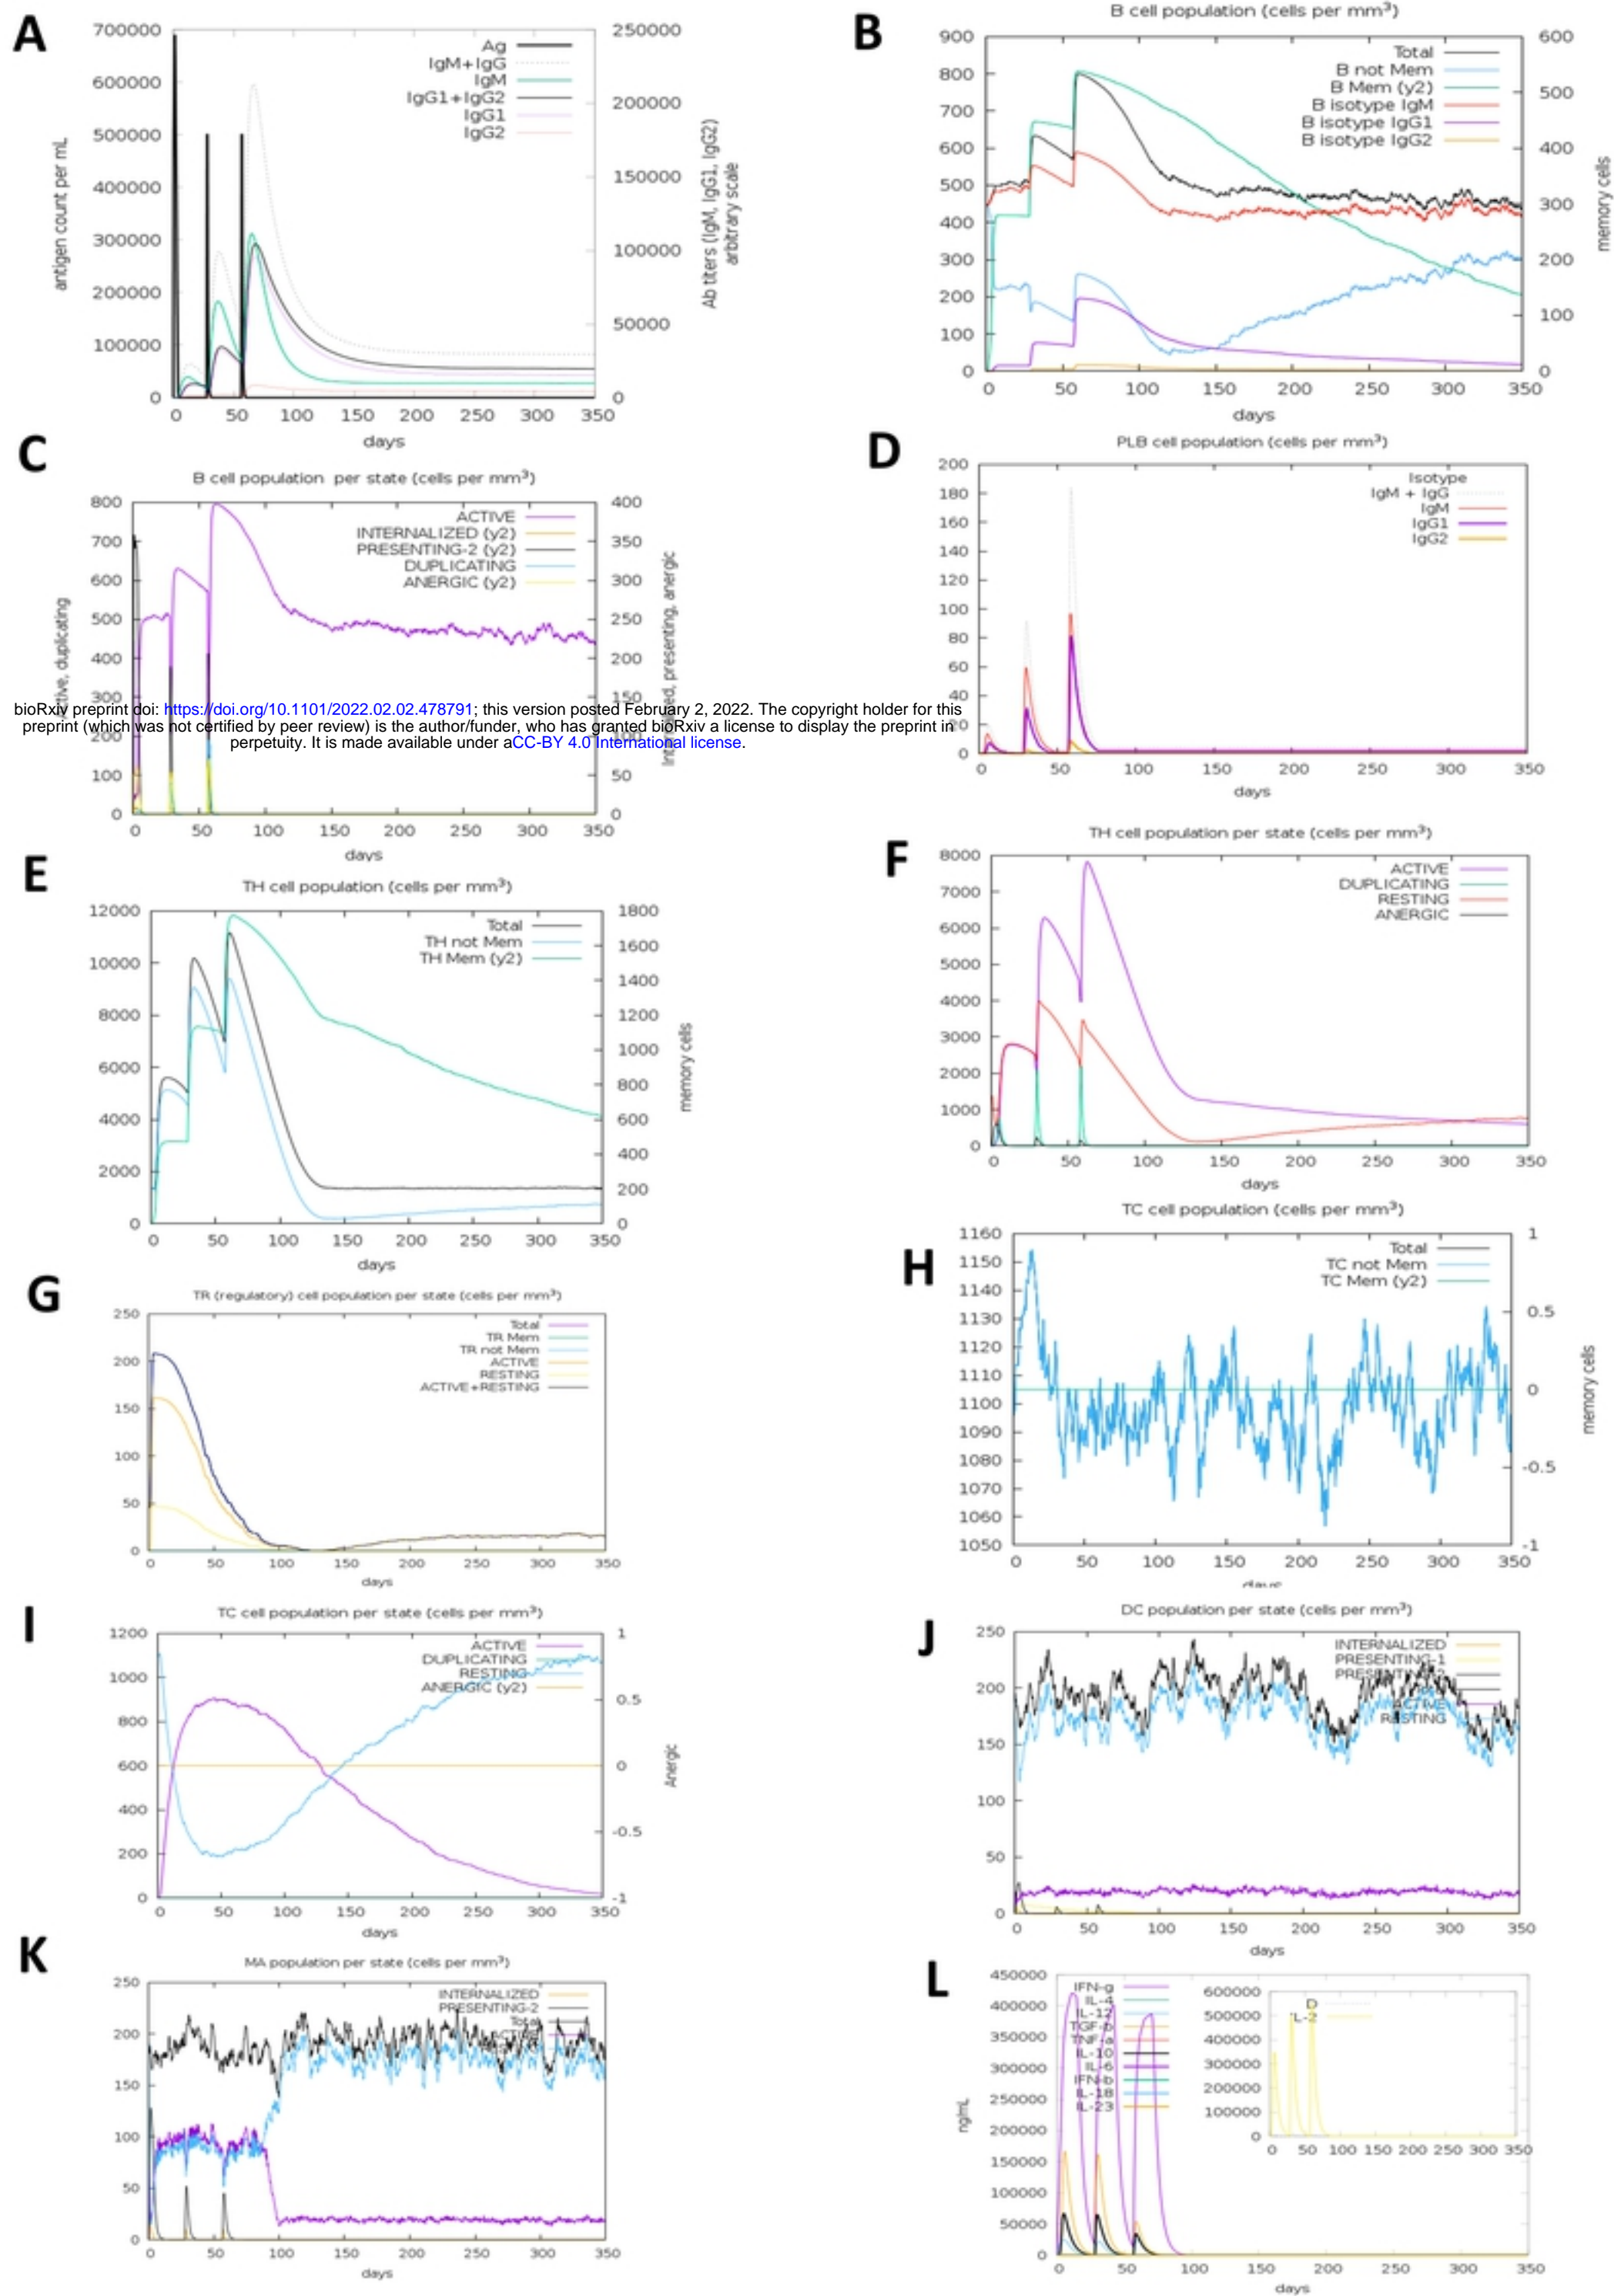 A
700000
600000
500000
400000
300000
200000
100000
0
antigen count per mL
Ag
IgM+IgG
IgM
IgG1+IgG2
IgG1
IgG2
250000
200000
150000
100000
50000
0
Ab titers (IgM, IgG1, IgG2)
arbitrary scale
0 50 100 150 200 250 300 350
days
B
B cell population (cells per mm³)
900
800
700
600
500
400
300
200
100
0
Total
B not Mem
B Mem (y2)
B isotype IgM
B isotype IgG1
B isotype IgG2
600
500
400
300
200
100
0
memory cells
0 50 100 150 200 250 300 350
days
C
B cell population per state (cells per mm³)
800
700
600
500
400
300
200
100
0
ACTIVE
INTERNALIZED (y2)
PRESENTING-2 (y2)
DUPLICATING
ANERGIC (y2)
400
350
300
250
200
150
100
50
0
0 50 100 150 200 250 300 350
days
D
PLB cell population (cells per mm³)
200
180
160
140
120
100
80
60
40
20
0
Isotype
IgM + IgG
IgM
IgG1
IgG2
0 50 100 150 200 250 300 350
days
bioRxiv preprint doi: https://doi.org/10.1101/2022.02.02.478791; this version posted February 2, 2022. The copyright holder for this
preprint (which was not certified by peer review) is the author/funder, who has granted bioRxiv a license to display the preprint in
perpetuity. It is made available under aCC-BY 4.0 International license.
E
TH cell population (cells per mm³)
12000
10000
8000
6000
4000
2000
0
Total
TH not Mem
TH Mem (y2)
1800
1600
1400
1200
1000
800
600
400
200
0
memory cells
0 50 100 150 200 250 300 350
days
F
TH cell population per state (cells per mm³)
8000
7000
6000
5000
4000
3000
2000
1000
0
ACTIVE
DUPLICATING
RESTING
ANERGIC
0 50 100 150 200 250 300 350
days
G
TR (regulatory) cell population per state (cells per mm³)
250
200
150
100
50
0
Total
TR Mem
TR not Mem
ACTIVE
RESTING
ACTIVE+RESTING
0 50 100 150 200 250 300 350
days
H
TC cell population (cells per mm³)
1160
1150
1140
1130
1120
1110
1100
1090
1080
1070
1060
1050
Total
TC not Mem
TC Mem (y2)
1
0.5
0
-0.5
-1
memory cells
0 50 100 150 200 250 300 350
I
TC cell population per state (cells per mm³)
1200
1000
800
600
400
200
0
ACTIVE
DUPLICATING
RESTING
ANERGIC (y2)
1
0.5
0
-0.5
-1
Anergic
0 50 100 150 200 250 300 350
days
J
DC population per state (cells per mm³)
250
200
150
100
50
0
INTERNALIZED
PRESENTING-1
PRESENTING-2
ACTIVE
RESTING
0 50 100 150 200 250 300 350
days
K
MA population per state (cells per mm³)
250
200
150
100
50
0
INTERNALIZED
PRESENTING-2
Total
ACTIVE
0 50 100 150 200 250 300 350
days
L
450000
400000
350000
300000
250000
200000
150000
100000
50000
0
ng/mL
IFN-g
IL-4
IL-12
TGF-b
TNF-a
IL-10
IL-6
IFN-b
IL-18
IL-23
600000
500000
400000
300000
200000
100000
0
D
IL-2
0 50 100 150 200 250 300 350
0 50 100 150 200 250 300 350
days